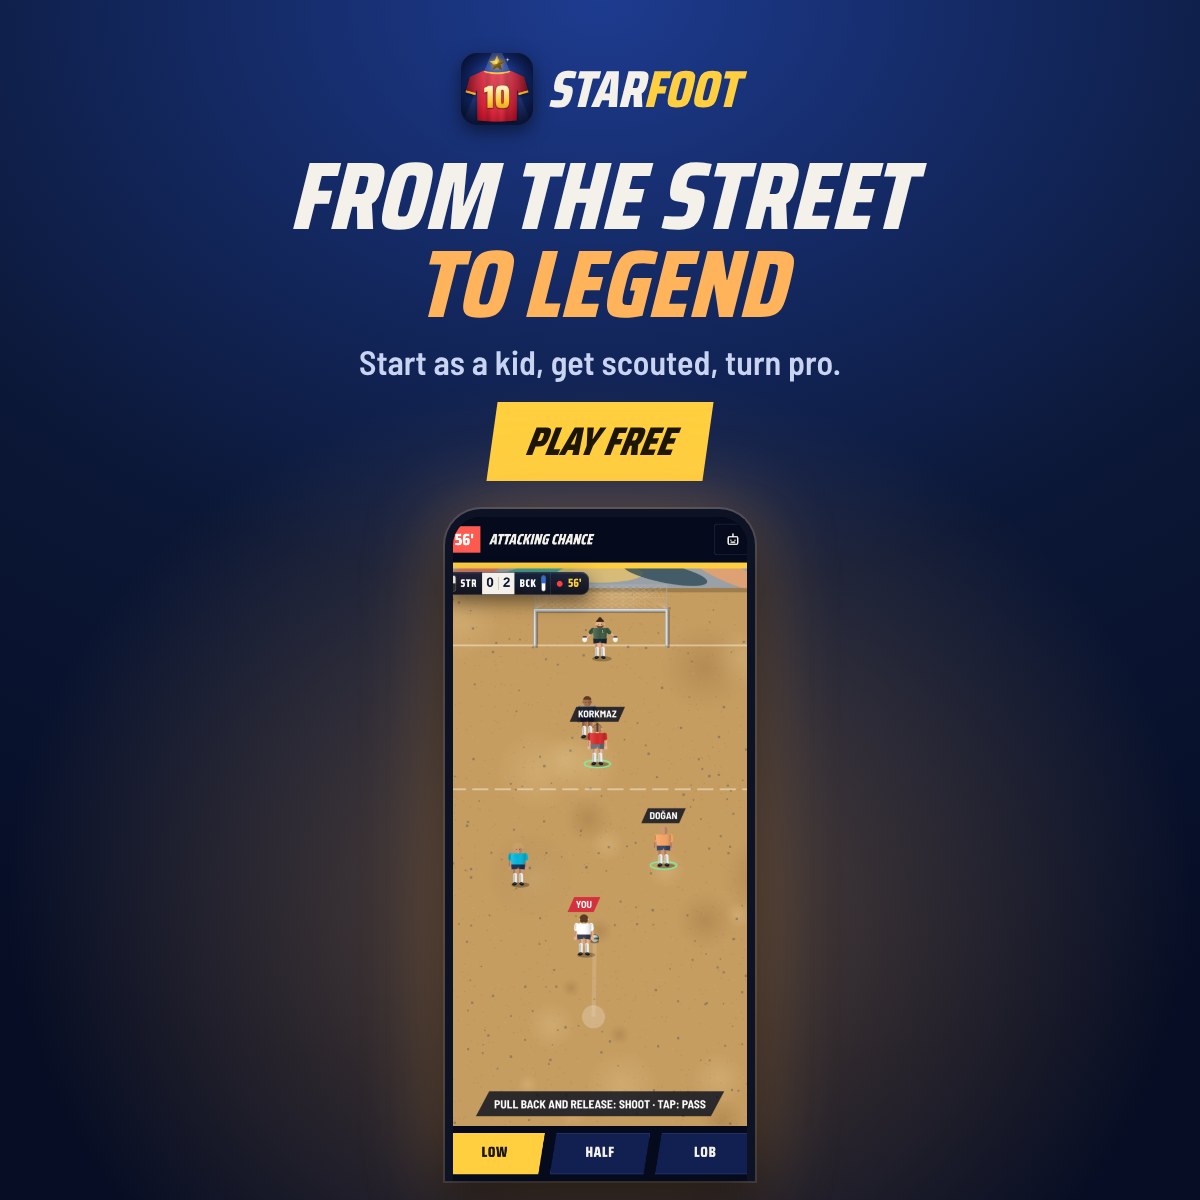 10
STARFOOT
FROM THE STREET
TO LEGEND
Start as a kid, get scouted, turn pro.
PLAY FREE
56' ATTACKING CHANCE
STR 0 2 BCK 56'
KORKMAZ
DOĞAN
YOU
PULL BACK AND RELEASE: SHOOT · TAP: PASS
LOW HALF LOB